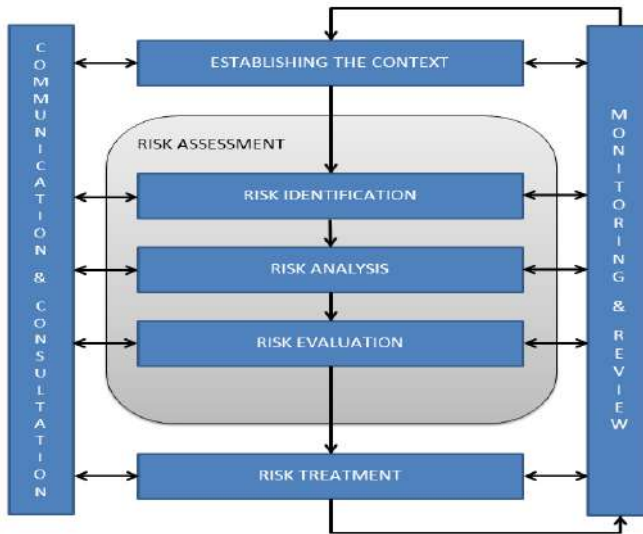 COMMUNICATION & CONSULTATION
ESTABLISHING THE CONTEXT
RISK ASSESSMENT
RISK IDENTIFICATION
RISK ANALYSIS
RISK EVALUATION
RISK TREATMENT
MONITORING & REVIEW